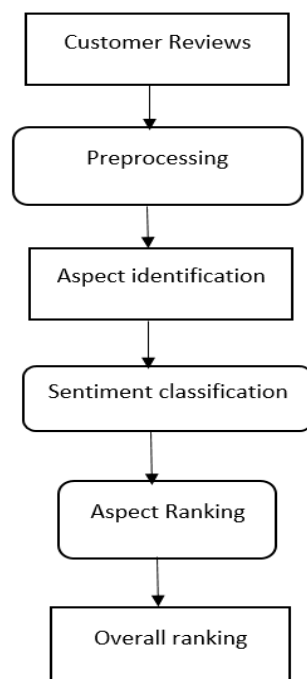 Customer Reviews
Preprocessing
Aspect identification
Sentiment classification
Aspect Ranking
Overall ranking